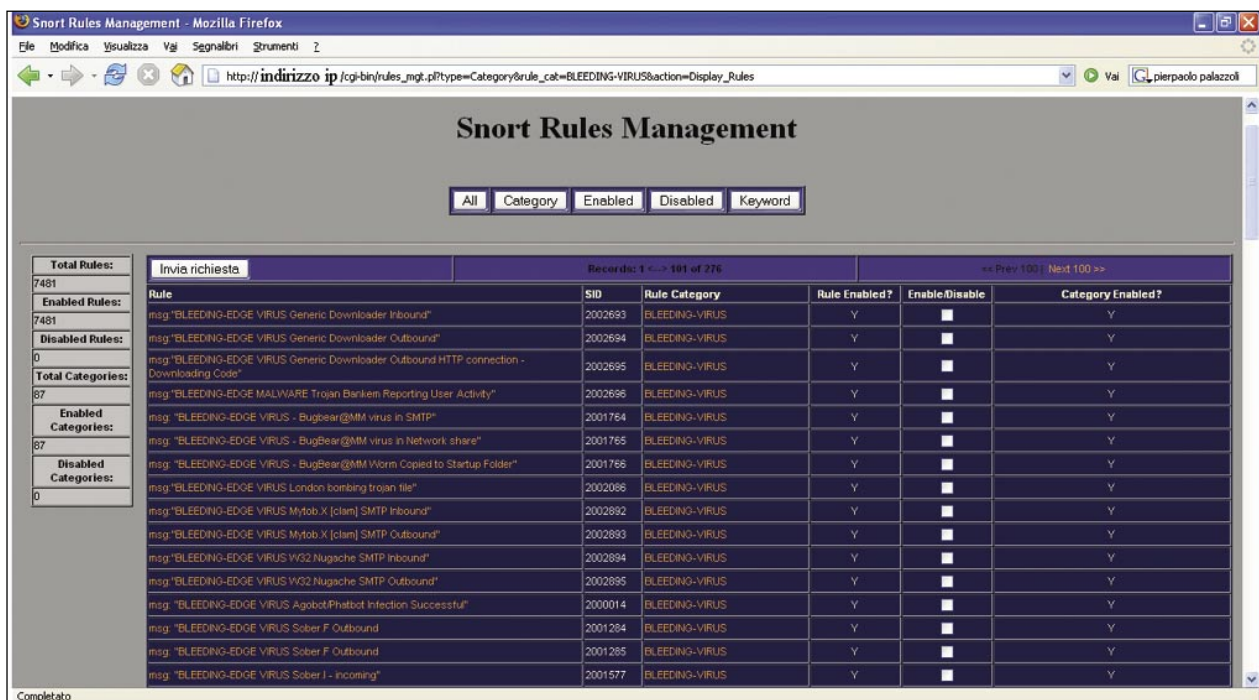 Snort Rules Management - Mozilla Firefox
File Modifica Visualizza Vai Segnalibri Strumenti ?
http://indirizzo ip/cgi-bin/rules_mgt.pl?type=Category&rule_cat=BLEEDING-VIRUS&action=Display_Rules Vai pierpaolo palazzoli
Snort Rules Management
All Category Enabled Disabled Keyword
Total Rules:
7481
Enabled Rules:
7481
Disabled Rules:
0
Total Categories:
87
Enabled Categories:
87
Disabled Categories:
0
Invia richiesta Records: 1 <--> 101 of 276 << Prev 100 | Next 100 >>
Rule SID Rule Category Rule Enabled? Enable/Disable Category Enabled?
msg:"BLEEDING-EDGE VIRUS Generic Downloader Inbound" 2002693 BLEEDING-VIRUS Y Y
msg:"BLEEDING-EDGE VIRUS Generic Downloader Outbound" 2002694 BLEEDING-VIRUS Y Y
msg:"BLEEDING-EDGE VIRUS Generic Downloader Outbound HTTP connection - Downloading Code" 2002695 BLEEDING-VIRUS Y Y
msg:"BLEEDING-EDGE MALWARE Trojan Bankem Reporting User Activity" 2002696 BLEEDING-VIRUS Y Y
msg: "BLEEDING-EDGE VIRUS - Bugbear@MM virus in SMTP" 2001764 BLEEDING-VIRUS Y Y
msg: "BLEEDING-EDGE VIRUS - BugBear@MM virus in Network share" 2001765 BLEEDING-VIRUS Y Y
msg: "BLEEDING-EDGE VIRUS - BugBear@MM Worm Copied to Startup Folder" 2001766 BLEEDING-VIRUS Y Y
msg:"BLEEDING-EDGE VIRUS London bombing trojan file" 2002086 BLEEDING-VIRUS Y Y
msg:"BLEEDING-EDGE VIRUS Mytob.X [clam] SMTP Inbound" 2002892 BLEEDING-VIRUS Y Y
msg:"BLEEDING-EDGE VIRUS Mytob.X [clam] SMTP Outbound" 2002893 BLEEDING-VIRUS Y Y
msg:"BLEEDING-EDGE VIRUS W32.Nugache SMTP Inbound" 2002894 BLEEDING-VIRUS Y Y
msg:"BLEEDING-EDGE VIRUS W32.Nugache SMTP Outbound" 2002895 BLEEDING-VIRUS Y Y
msg: "BLEEDING-EDGE VIRUS Agobot/Phatbot Infection Successful" 2000014 BLEEDING-VIRUS Y Y
msg: "BLEEDING-EDGE VIRUS Sober F Outbound 2001284 BLEEDING-VIRUS Y Y
msg: "BLEEDING-EDGE VIRUS Sober F Outbound 2001285 BLEEDING-VIRUS Y Y
msg: "BLEEDING-EDGE VIRUS Sober I - incoming" 2001577 BLEEDING-VIRUS Y Y
Completato